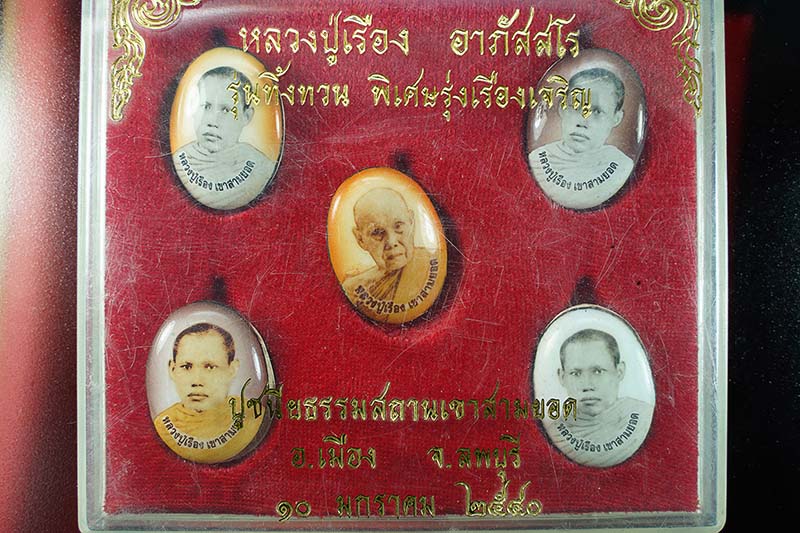 หลวงปู่เรือง อาภัสสโร
รุ่นทิ้งทวน พิเศษรุ่งเรืองเจริญ
หลวงปู่เรือง เขาสามยอด
หลวงปู่เรือง เขาสามยอด
หลวงปู่เรือง เขาสามยอด
หลวงปู่เรือง เขาสามยอด
หลวงปู่เรือง เขาสามยอด
ปูชนียธรรมสถานเขาสามยอด
อ.เมือง จ.ลพบุรี
๑๐ มกราคม ๒๕๔๐